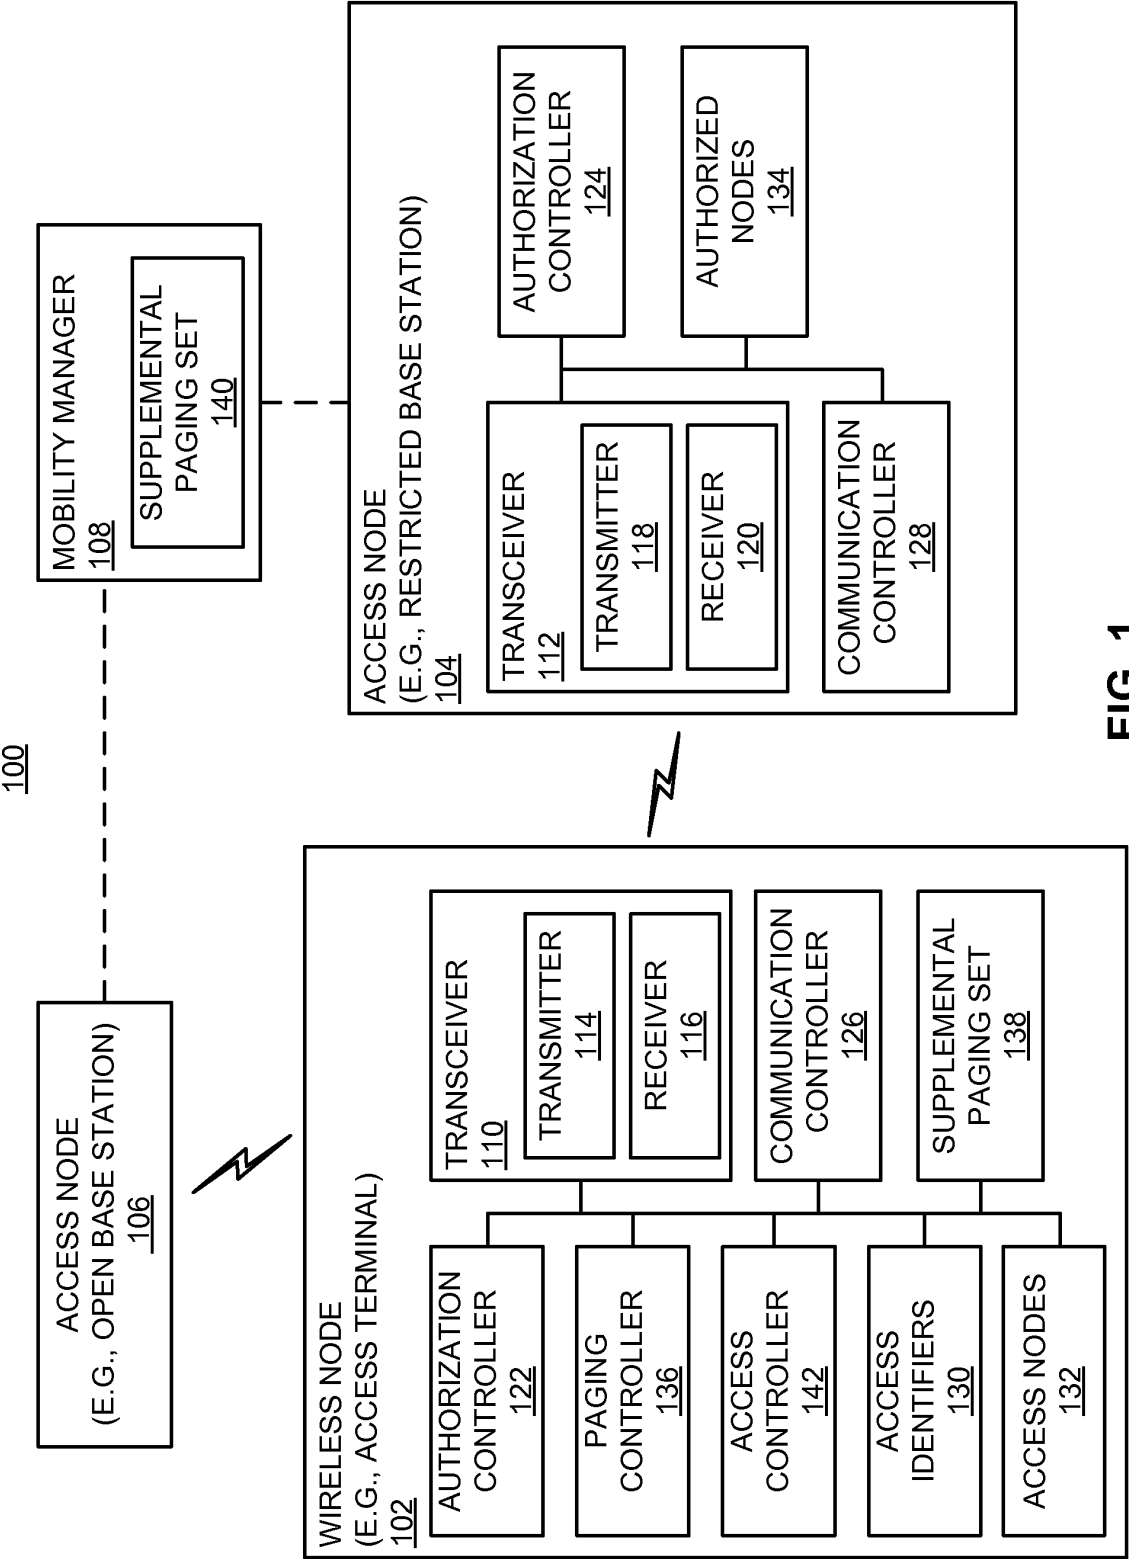 100
ACCESS NODE
(E.G., OPEN BASE STATION)
106
MOBILITY MANAGER
108
SUPPLEMENTAL
PAGING SET
140
WIRELESS NODE
(E.G., ACCESS TERMINAL)
102
AUTHORIZATION
CONTROLLER
122
PAGING
CONTROLLER
136
ACCESS
CONTROLLER
142
ACCESS
IDENTIFIERS
130
ACCESS NODES
132
TRANSCEIVER
110
TRANSMITTER
114
RECEIVER
116
COMMUNICATION
CONTROLLER
126
SUPPLEMENTAL
PAGING SET
138
ACCESS NODE
(E.G., RESTRICTED BASE STATION)
104
TRANSCEIVER
112
TRANSMITTER
118
RECEIVER
120
COMMUNICATION
CONTROLLER
128
AUTHORIZATION
CONTROLLER
124
AUTHORIZED
NODES
134
FIG. 1